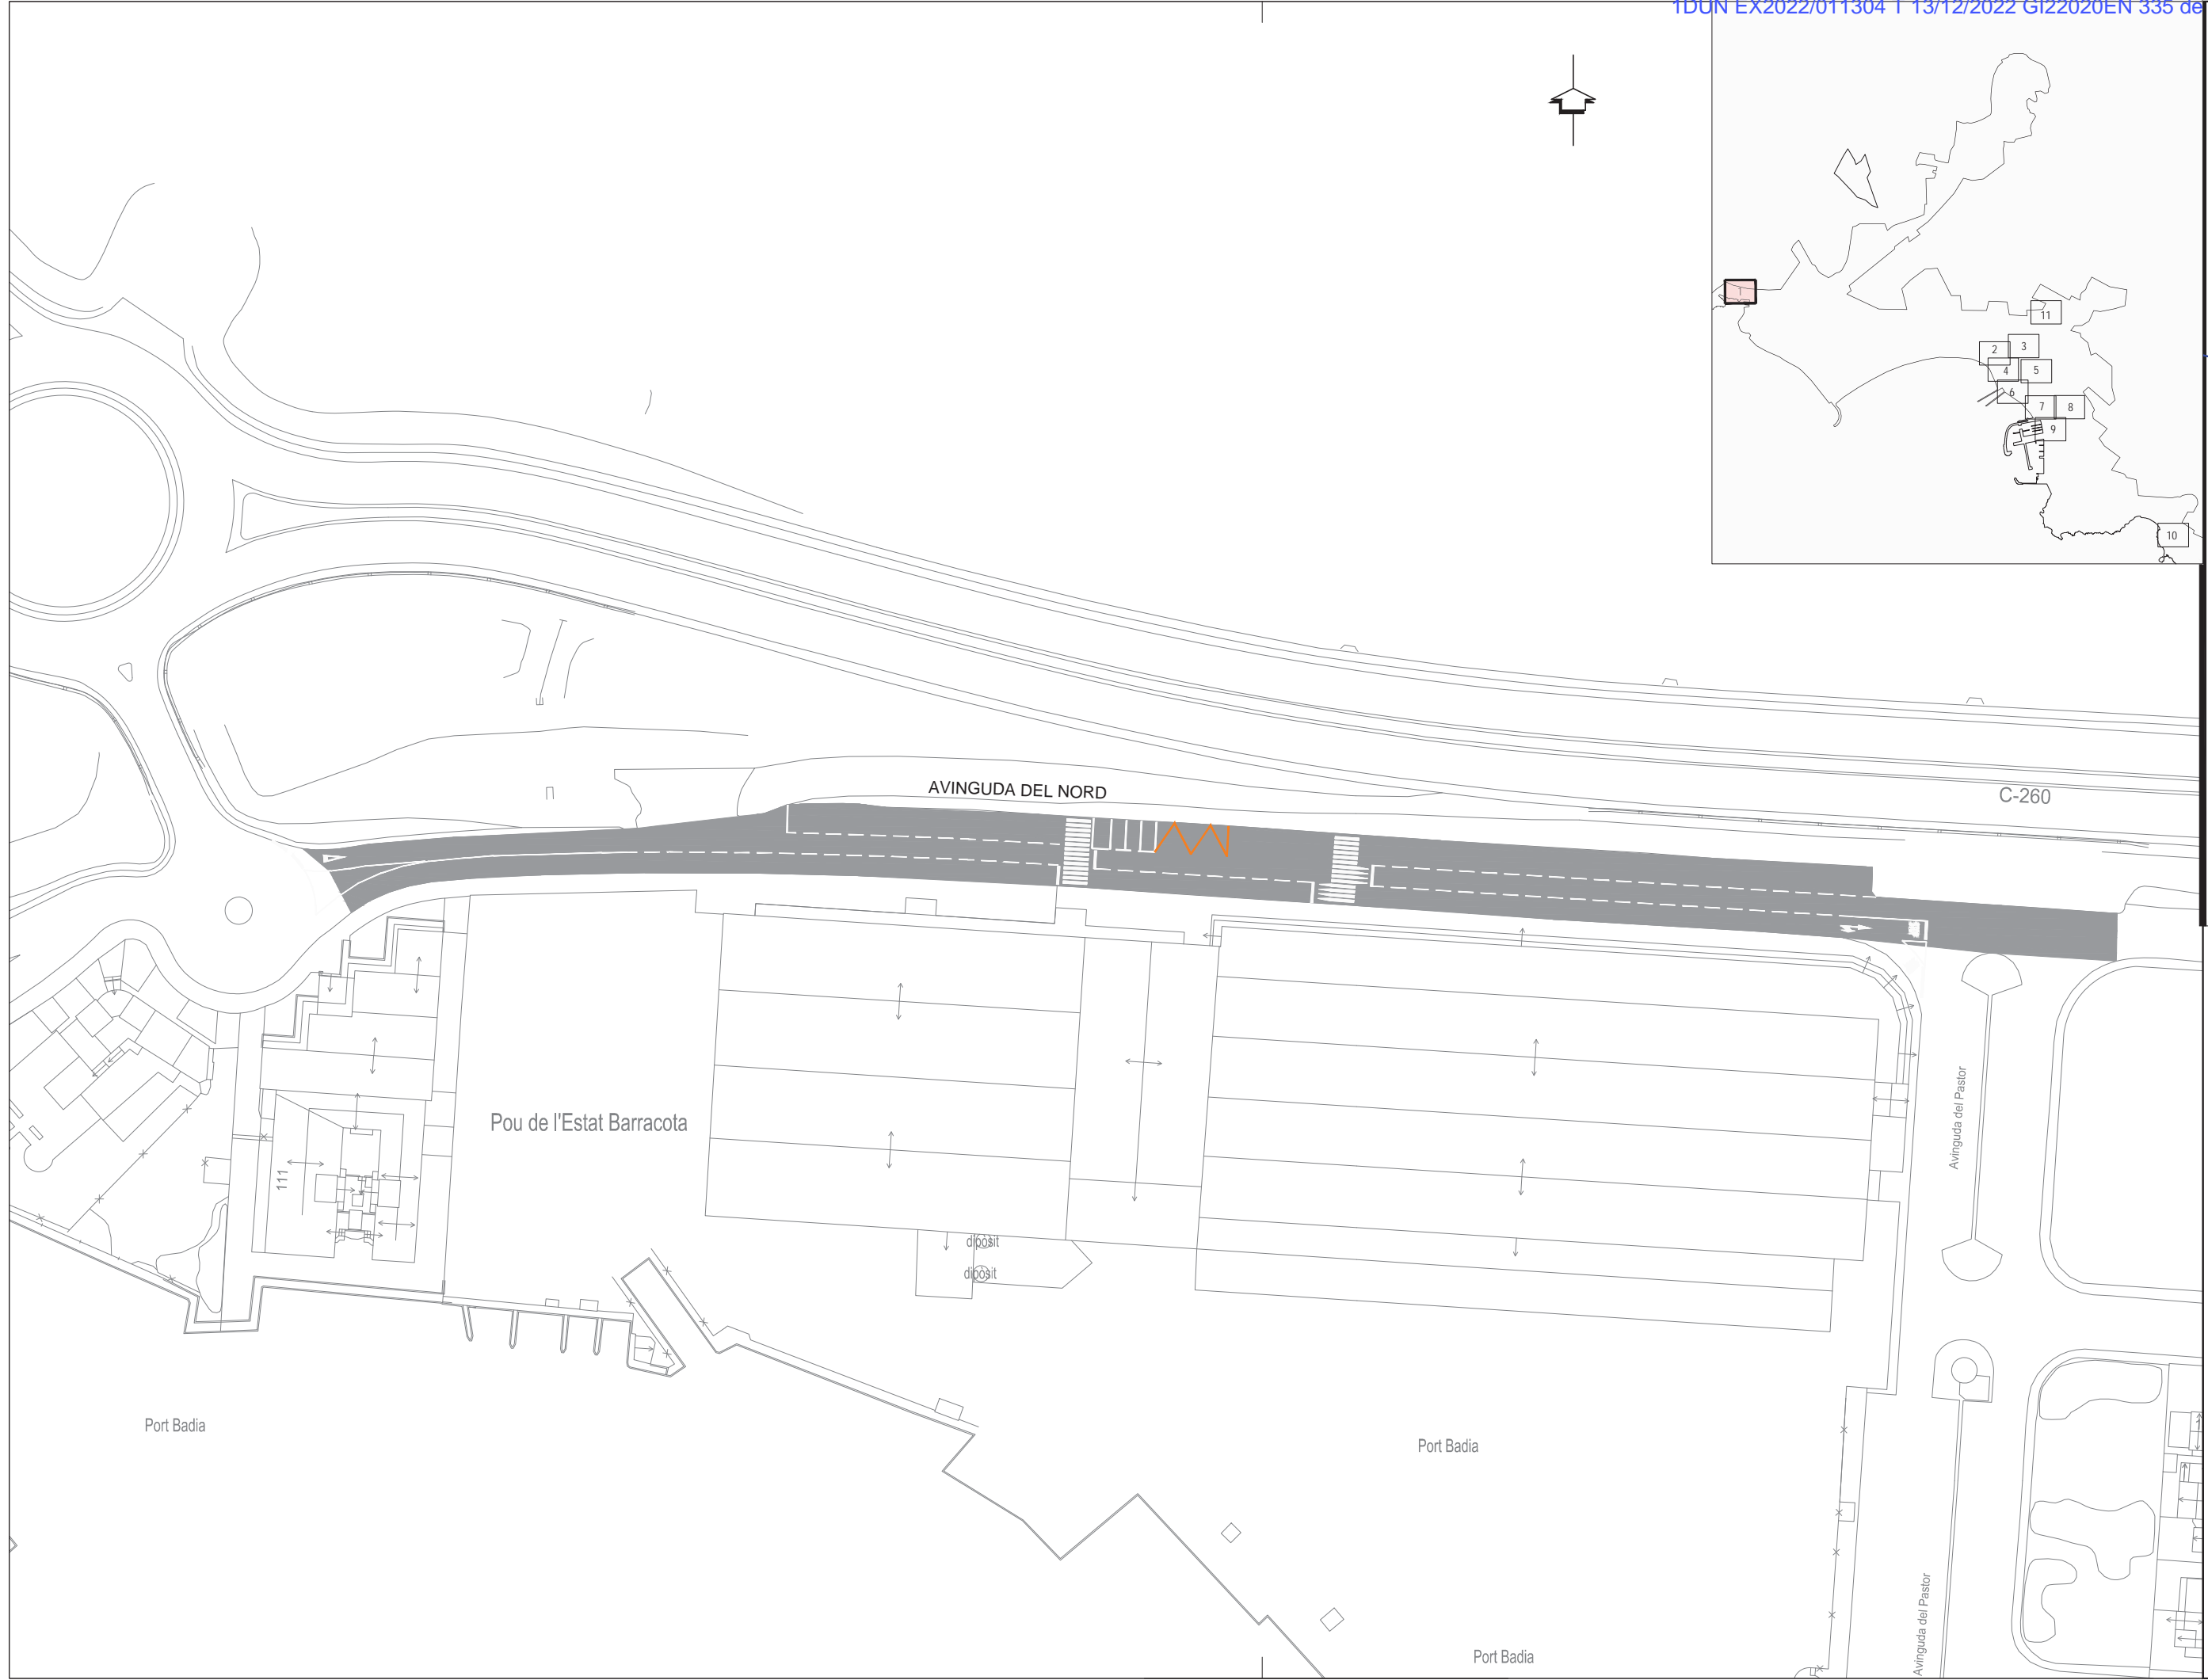 1DUN EX2022/011304 T 13/12/2022 GI22020EN 335 de
1
11
2
3
4
5
6
7
8
9
10
AVINGUDA DEL NORD
C-260
Avinguda del Pastor
Pou de l'Estat Barracota
111
dipòsit
dipòsit
Port Badia
Port Badia
Avinguda del Pastor
Port Badia